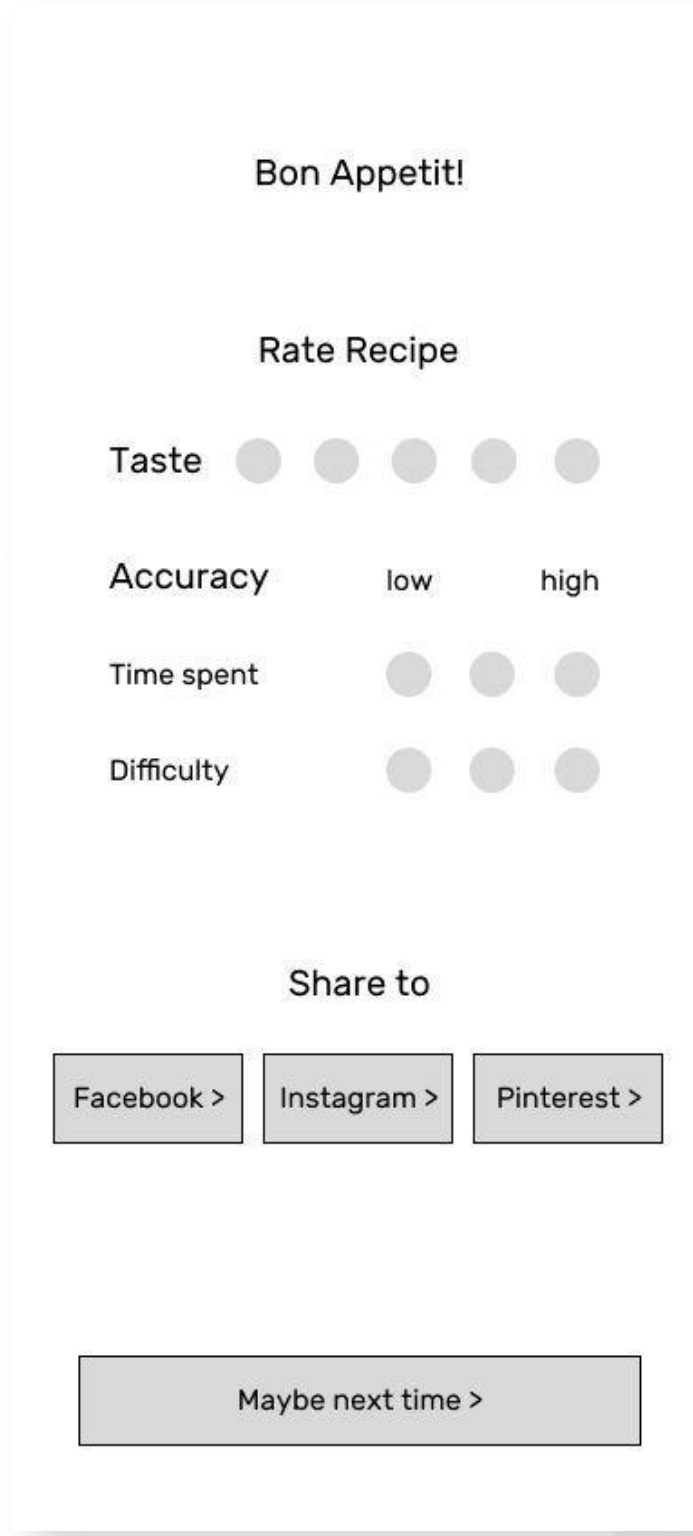 Bon Appetit!
Rate Recipe
Taste
Accuracy low high
Time spent
Difficulty
Share to
Facebook > Instagram > Pinterest >
Maybe next time >